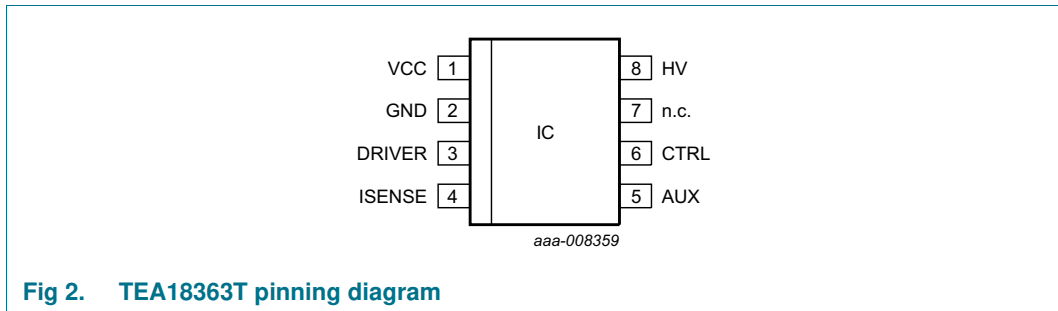 VCC 1 8 HV
GND 2 7 n.c.
IC
DRIVER 3 6 CTRL
ISENSE 4 5 AUX
aaa-008359
Fig 2. TEA18363T pinning diagram